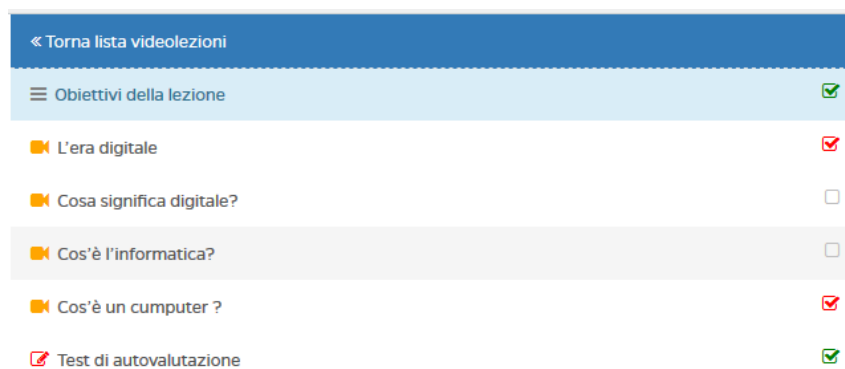 « Torna lista videolezioni
Obiettivi della lezione
L'era digitale
Cosa significa digitale?
Cos'è l'informatica?
Cos'è un cumputer ?
Test di autovalutazione